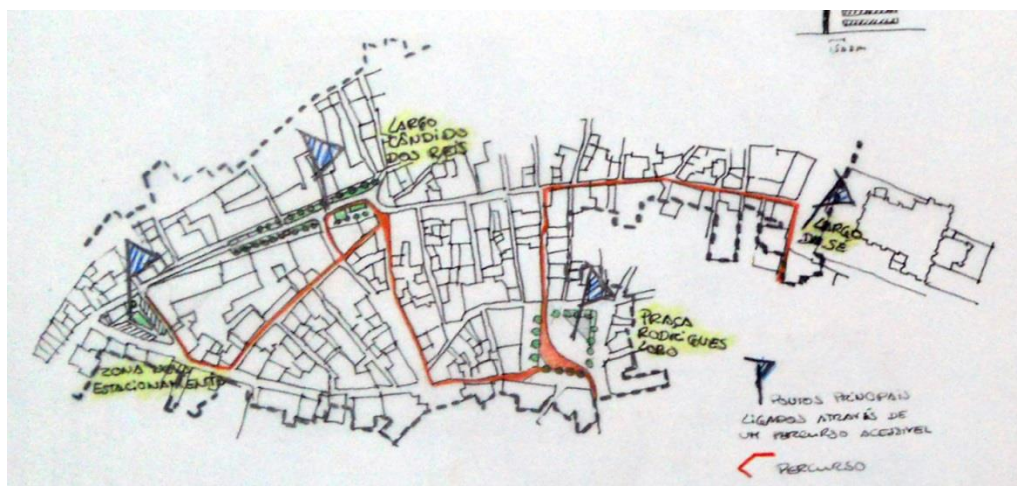 LARGO
CÂNDIDO
DOS REIS
LARGO
DA SÉ
PRAÇA
RODRIGUES
LOBO
ZONA
ESTACIONAMENTO
PONTOS PRINCIPAIS
LIGADOS ATRAVÉS DE
UM PERCURSO ACESSIVEL
PERCURSO